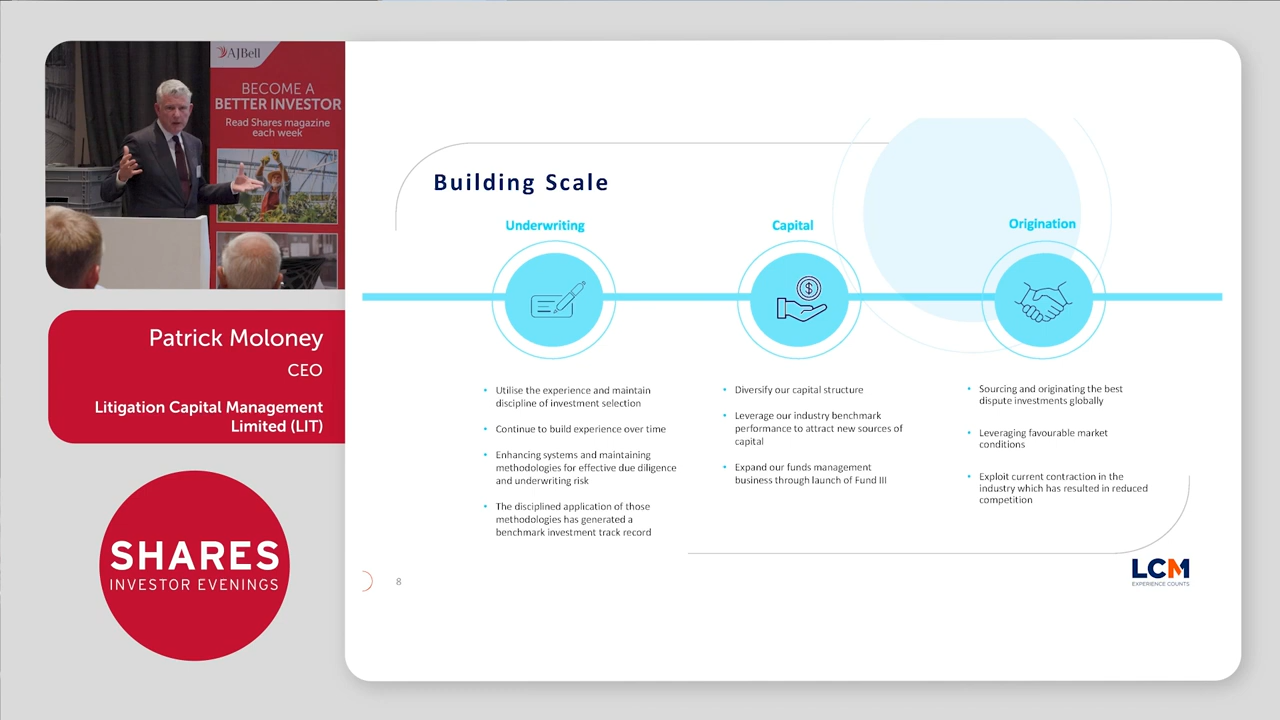 AJBell
BECOME A
BETTER INVESTOR
Read Shares magazine
each week
Patrick Moloney
CEO
Litigation Capital Management
Limited (LIT)
SHARES
INVESTOR EVENINGS
Building Scale
Underwriting
• Utilise the experience and maintain
discipline of investment selection
• Continue to build experience over time
• Enhancing systems and maintaining
methodologies for effective due diligence
and underwriting risk
• The disciplined application of those
methodologies has generated a
benchmark investment track record
Capital
$
• Diversify our capital structure
• Leverage our industry benchmark
performance to attract new sources of
capital
• Expand our funds management
business through launch of Fund III
Origination
• Sourcing and originating the best
dispute investments globally
• Leveraging favourable market
conditions
• Exploit current contraction in the
industry which has resulted in reduced
competition
8
LCM
EXPERIENCE COUNTS